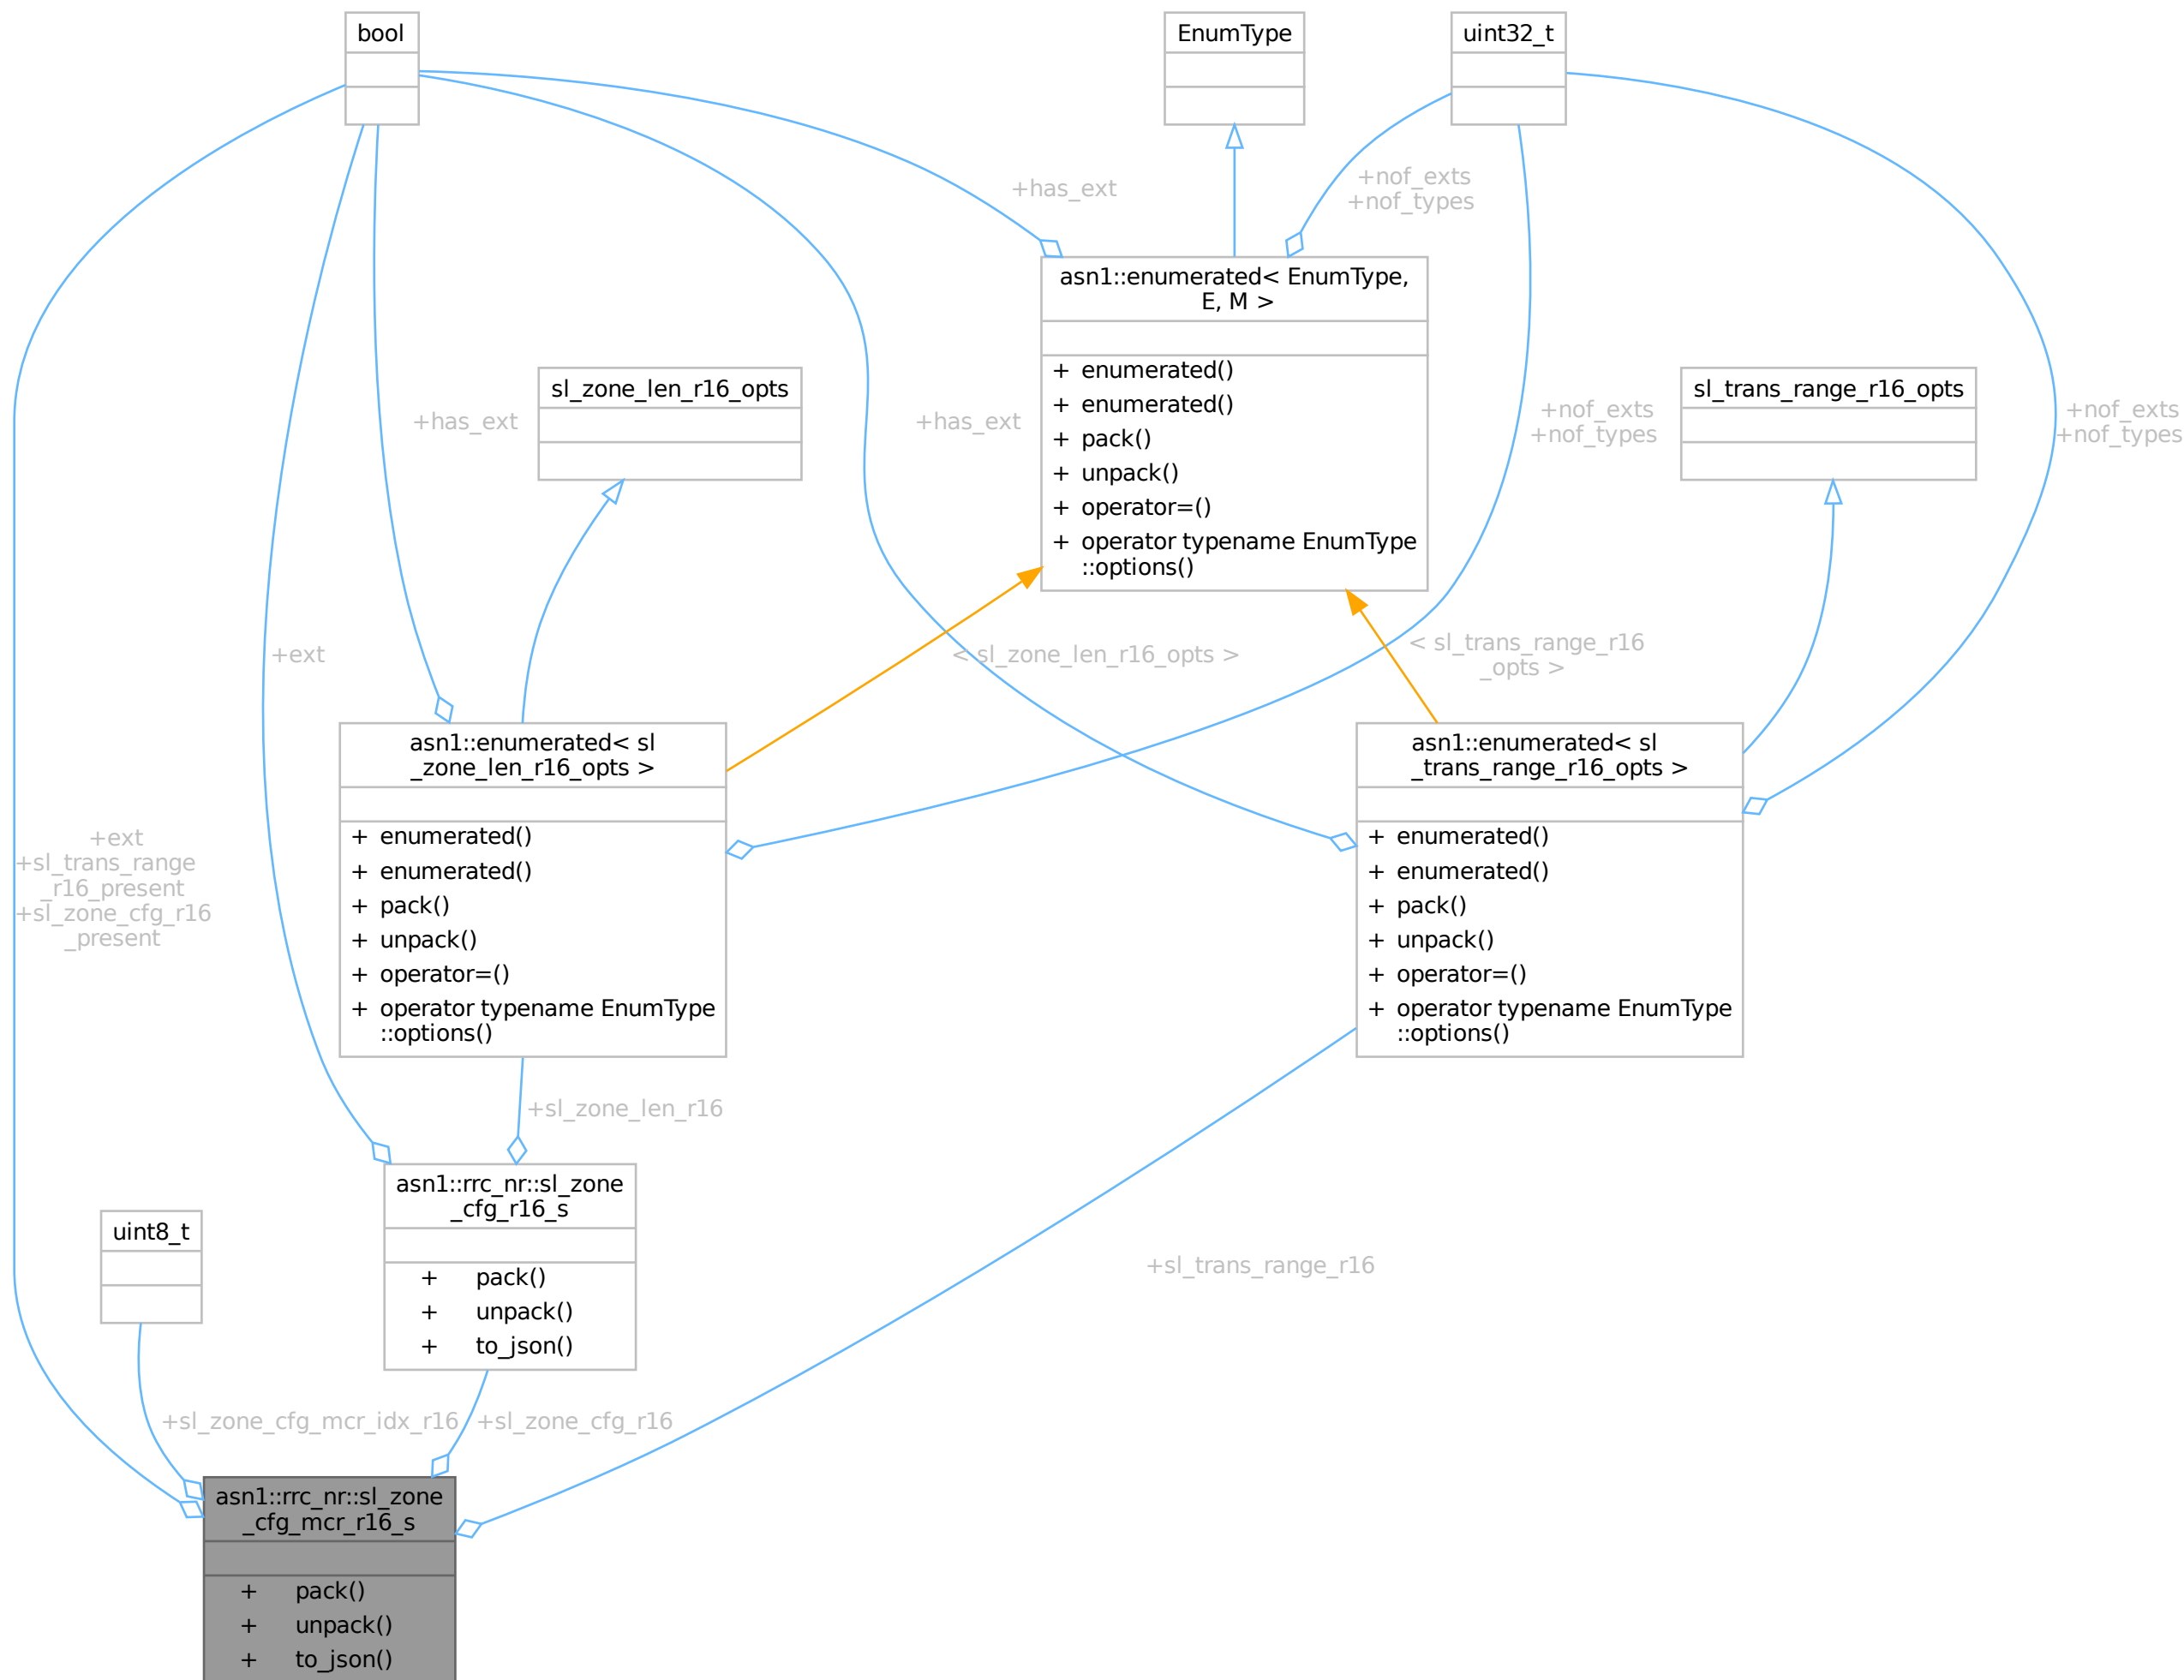 bool
EnumType
uint32_t
+nof_exts
+nof_types
+has_ext
asn1::enumerated< EnumType,
E, M >
+ enumerated()
+ enumerated()
+ pack()
+ unpack()
+ operator=()
+ operator typename EnumType
::options()
sl_zone_len_r16_opts
sl_trans_range_r16_opts
+has_ext
+has_ext
+nof_exts
+nof_types
+nof_exts
+nof_types
+ext
< sl_zone_len_r16_opts >
< sl_trans_range_r16
_opts >
asn1::enumerated< sl
_zone_len_r16_opts >
+ enumerated()
+ enumerated()
+ pack()
+ unpack()
+ operator=()
+ operator typename EnumType
::options()
asn1::enumerated< sl
_trans_range_r16_opts >
+ enumerated()
+ enumerated()
+ pack()
+ unpack()
+ operator=()
+ operator typename EnumType
::options()
+ext
+sl_trans_range
_r16_present
+sl_zone_cfg_r16
_present
+sl_zone_len_r16
asn1::rrc_nr::sl_zone
_cfg_r16_s
+ pack()
+ unpack()
+ to_json()
uint8_t
+sl_trans_range_r16
+sl_zone_cfg_mcr_idx_r16
+sl_zone_cfg_r16
asn1::rrc_nr::sl_zone
_cfg_mcr_r16_s
+ pack()
+ unpack()
+ to_json()